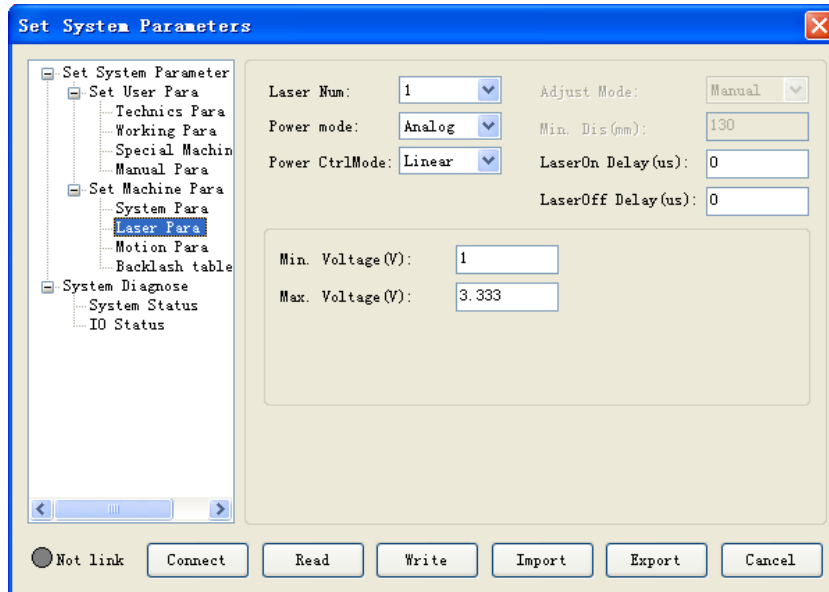 Set System Parameters
Set System Parameter
Set User Para
Technics Para
Working Para
Special Machin
Manual Para
Set Machine Para
System Para
Laser Para
Motion Para
Backlash table
System Diagnose
System Status
IO Status
Laser Num: 1
Power mode: Analog
Power CtrlMode: Linear
Adjust Mode: Manual
Min. Dis(mm): 130
LaserOn Delay(us): 0
LaserOff Delay(us): 0
Min. Voltage(V): 1
Max. Voltage(V): 3.333
Not link Connect Read Write Import Export Cancel